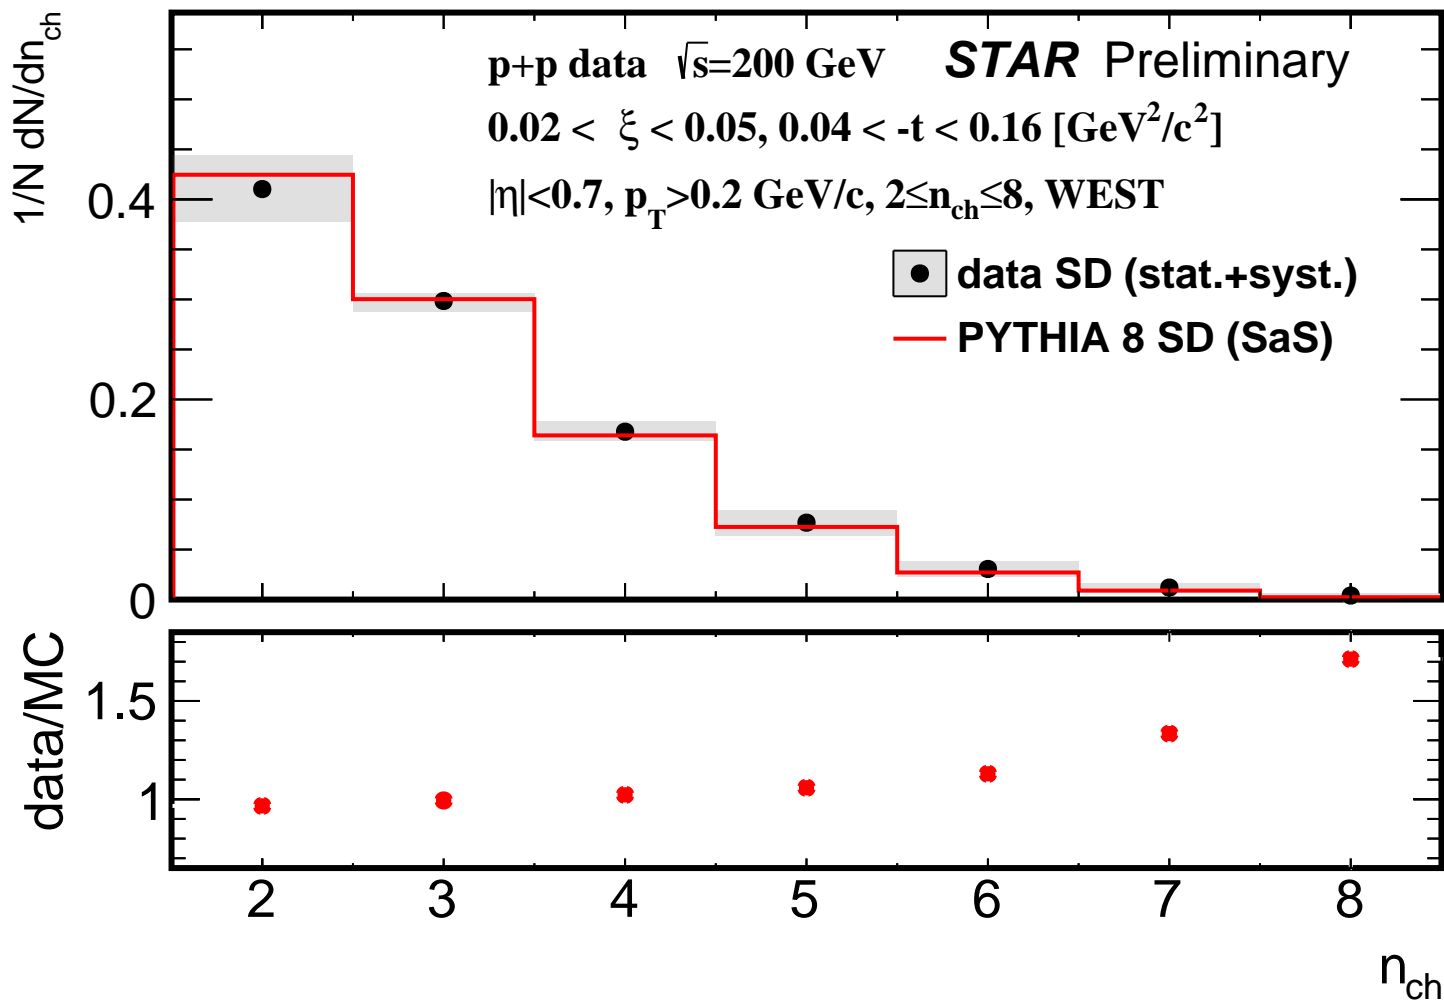 1/N dN/dn_ch
p+p data √s=200 GeV STAR Preliminary
0.02 < ξ < 0.05, 0.04 < -t < 0.16 [GeV²/c²]
|η|<0.7, p_T>0.2 GeV/c, 2≤n_ch≤8, WEST
data SD (stat.+syst.)
PYTHIA 8 SD (SaS)
0.4
0.2
0
data/MC
1.5
1
2 3 4 5 6 7 8
n_ch